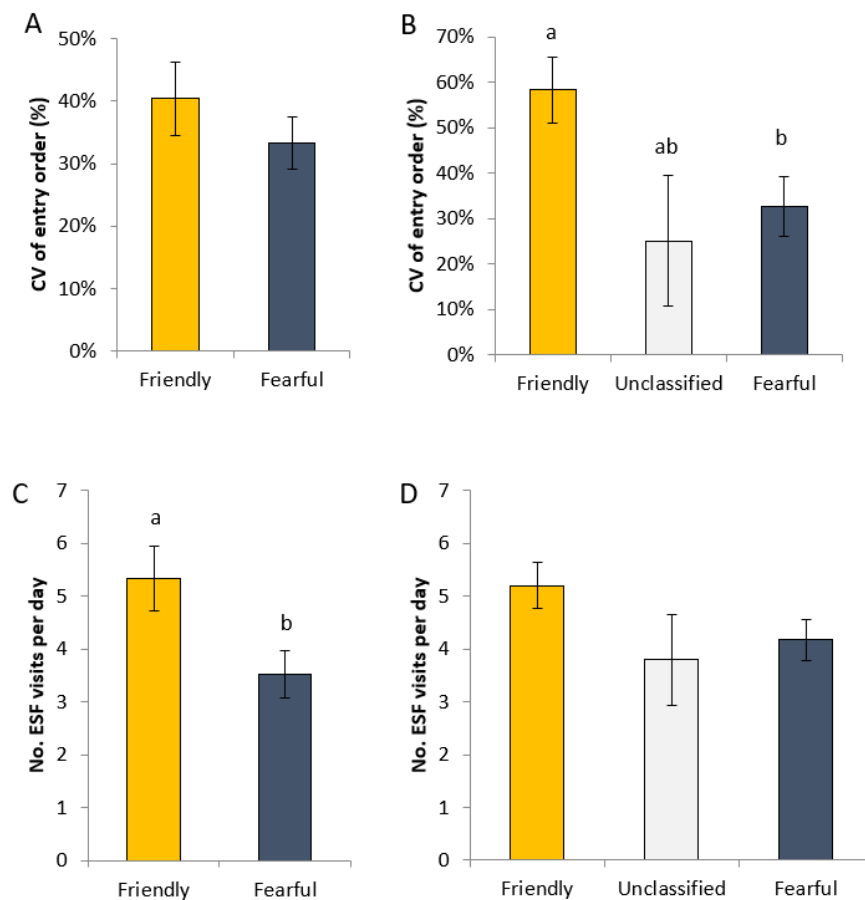 A
50%
40%
30%
20%
10%
0%
CV of entry order (%)
Friendly Fearful
B
70%
60%
50%
40%
30%
20%
10%
0%
CV of entry order (%)
a
ab
b
Friendly Unclassified Fearful
C
7
6
5
4
3
2
1
0
No. ESF visits per day
a
b
Friendly Fearful
D
7
6
5
4
3
2
1
0
No. ESF visits per day
Friendly Unclassified Fearful